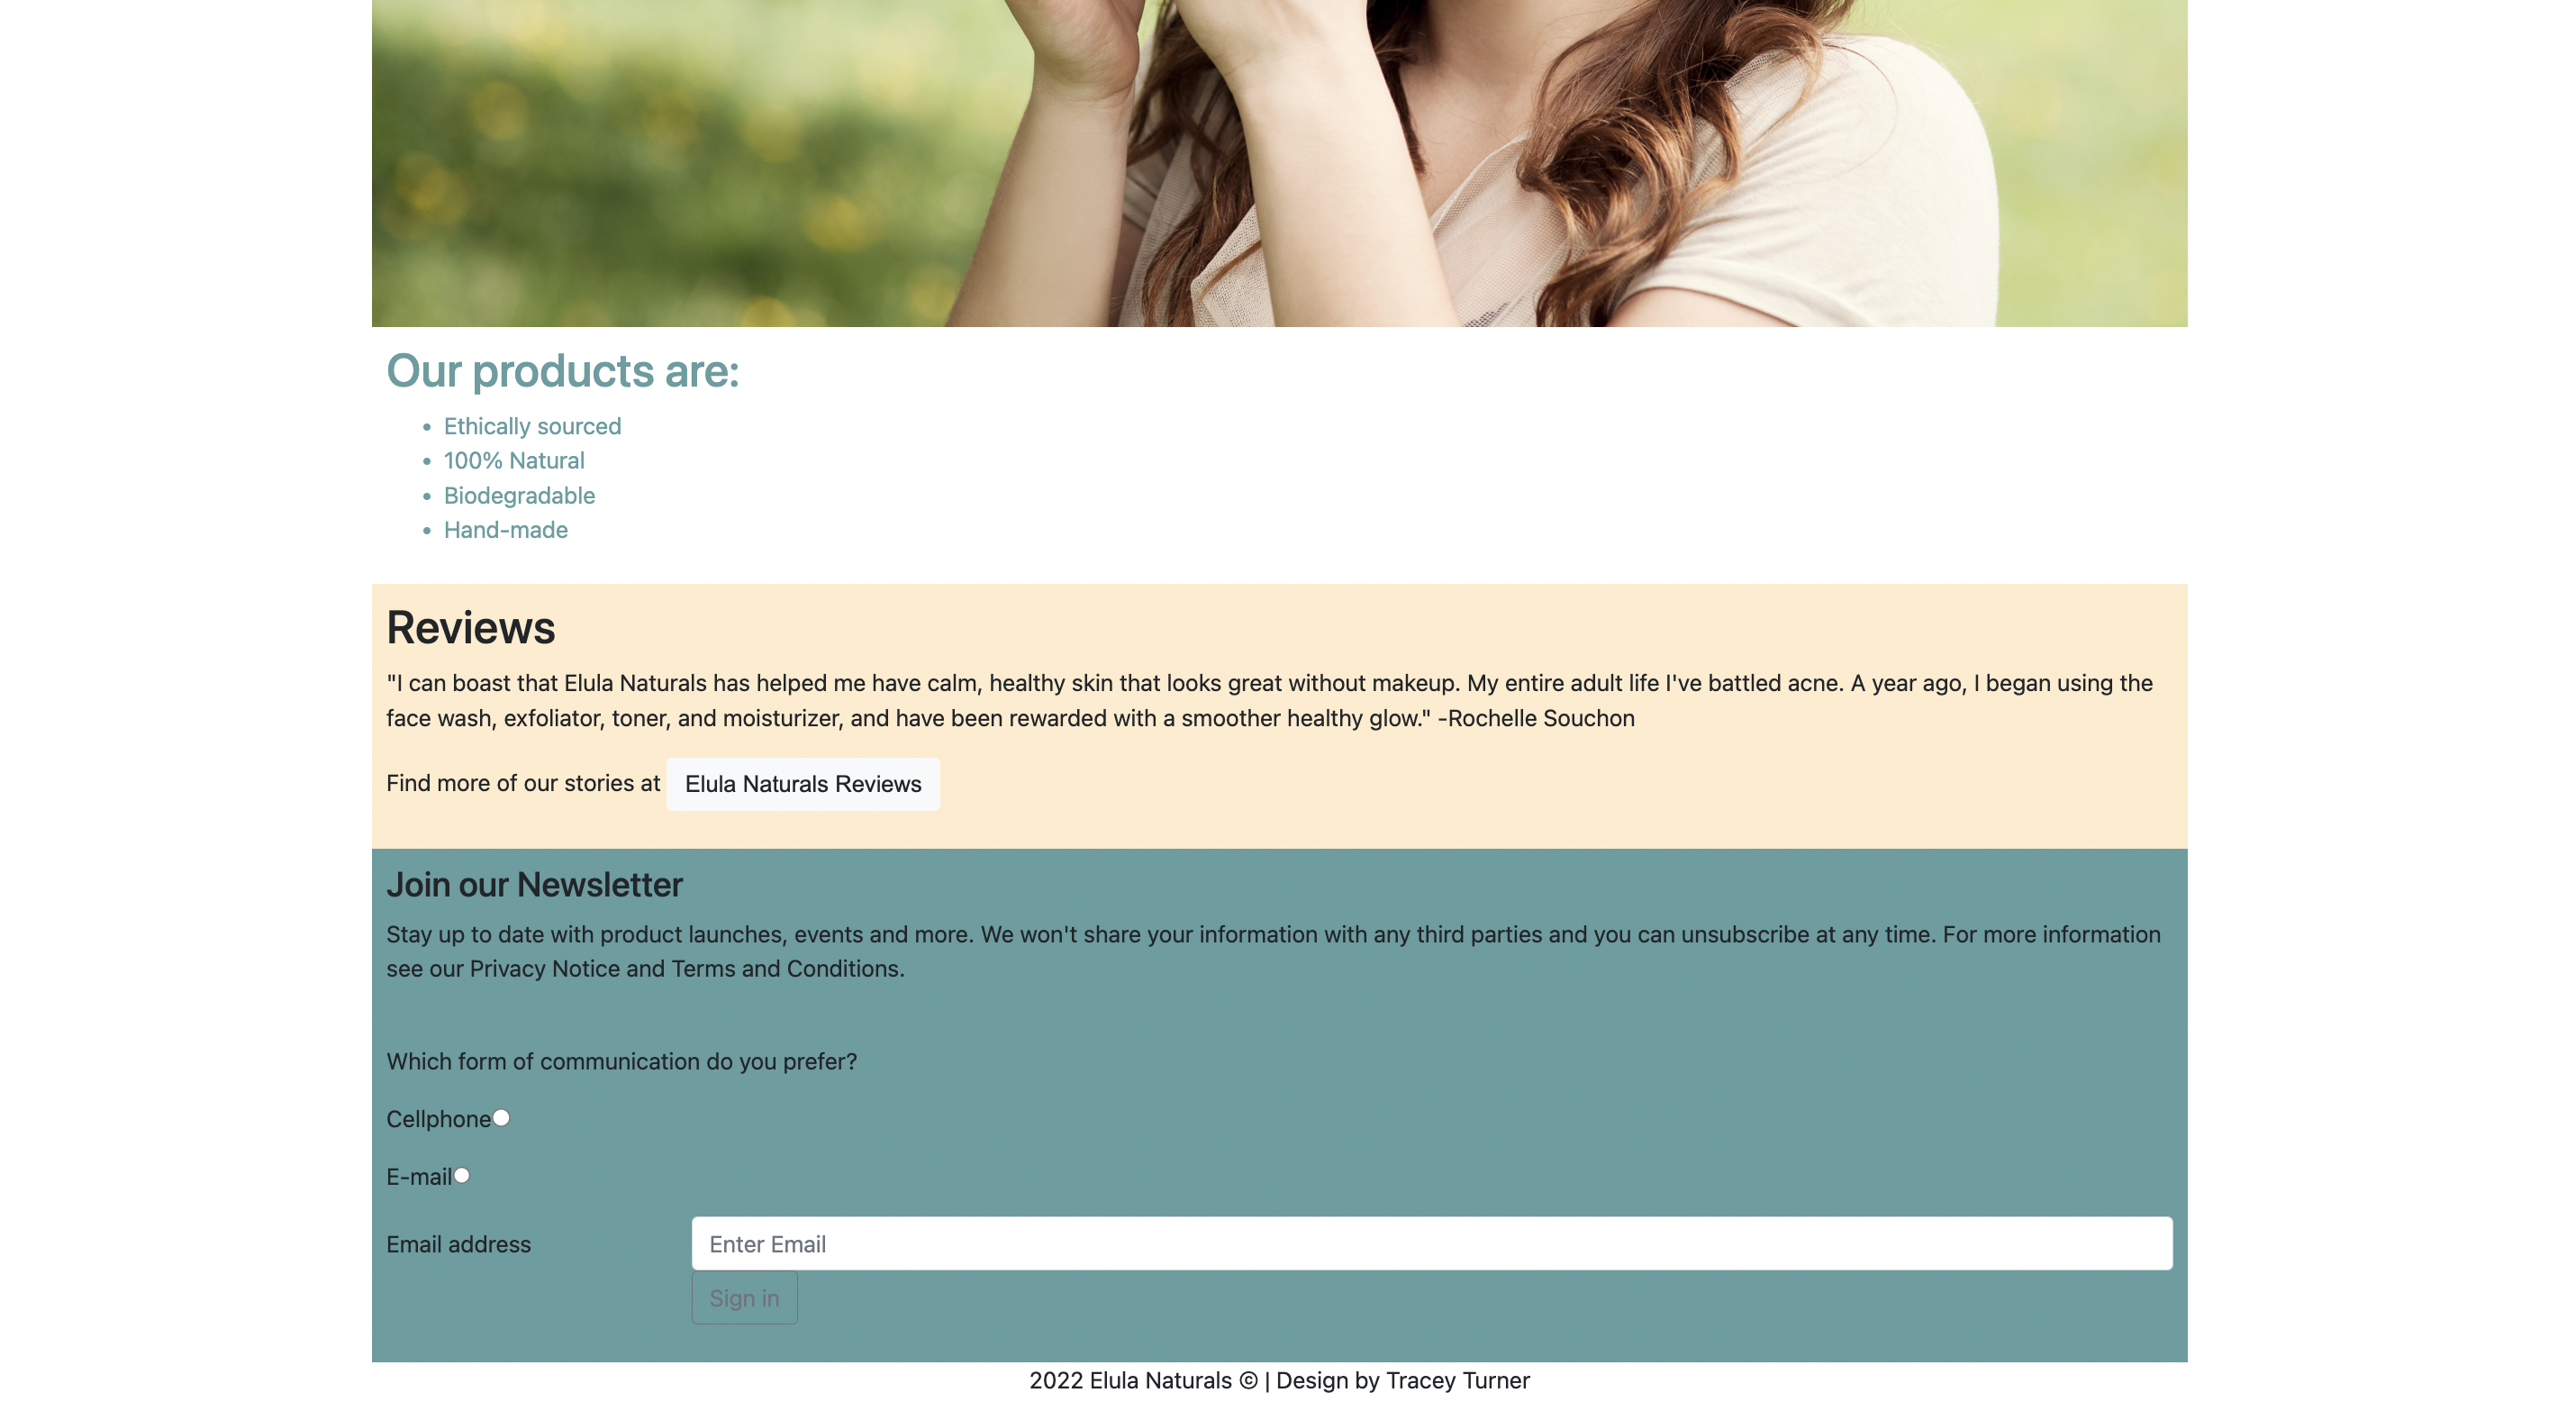 Our products are:
• Ethically sourced
• 100% Natural
• Biodegradable
• Hand-made
Reviews
"I can boast that Elula Naturals has helped me have calm, healthy skin that looks great without makeup. My entire adult life I've battled acne. A year ago, I began using the
face wash, exfoliator, toner, and moisturizer, and have been rewarded with a smoother healthy glow." -Rochelle Souchon
Find more of our stories at Elula Naturals Reviews
Join our Newsletter
Stay up to date with product launches, events and more. We won't share your information with any third parties and you can unsubscribe at any time. For more information
see our Privacy Notice and Terms and Conditions.
Which form of communication do you prefer?
Cellphone
E-mail
Email address Enter Email
Sign in
2022 Elula Naturals © | Design by Tracey Turner